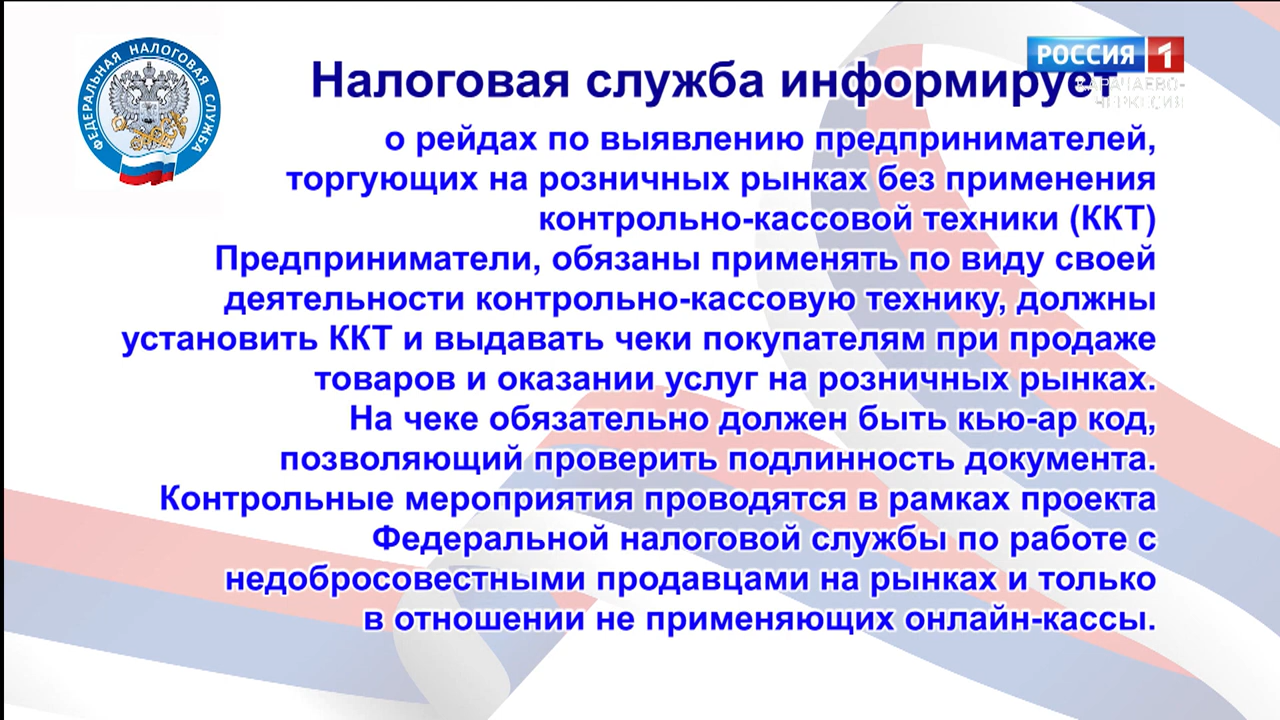 ФЕДЕРАЛЬНАЯ НАЛОГОВАЯ СЛУЖБА
РОССИЯ 1
КАРАЧАЕВО-
ЧЕРКЕССИЯ
Налоговая служба информирует
о рейдах по выявлению предпринимателей,
торгующих на розничных рынках без применения
контрольно-кассовой техники (ККТ)
Предприниматели, обязаны применять по виду своей
деятельности контрольно-кассовую технику, должны
установить ККТ и выдавать чеки покупателям при продаже
товаров и оказании услуг на розничных рынках.
На чеке обязательно должен быть кью-ар код,
позволяющий проверить подлинность документа.
Контрольные мероприятия проводятся в рамках проекта
Федеральной налоговой службы по работе с
недобросовестными продавцами на рынках и только
в отношении не применяющих онлайн-кассы.